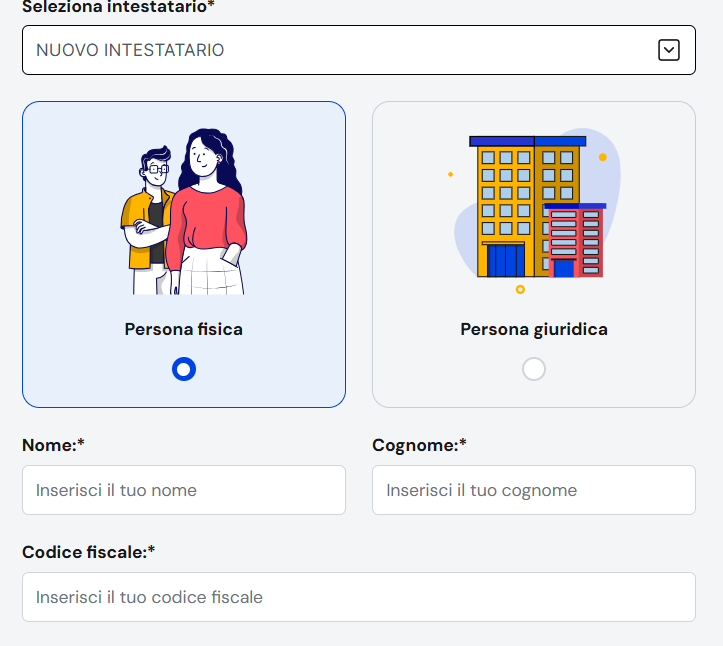 Seleziona intestatario*
NUOVO INTESTATARIO
Persona fisica
Persona giuridica
Nome:*
Cognome:*
Inserisci il tuo nome
Inserisci il tuo cognome
Codice fiscale:*
Inserisci il tuo codice fiscale